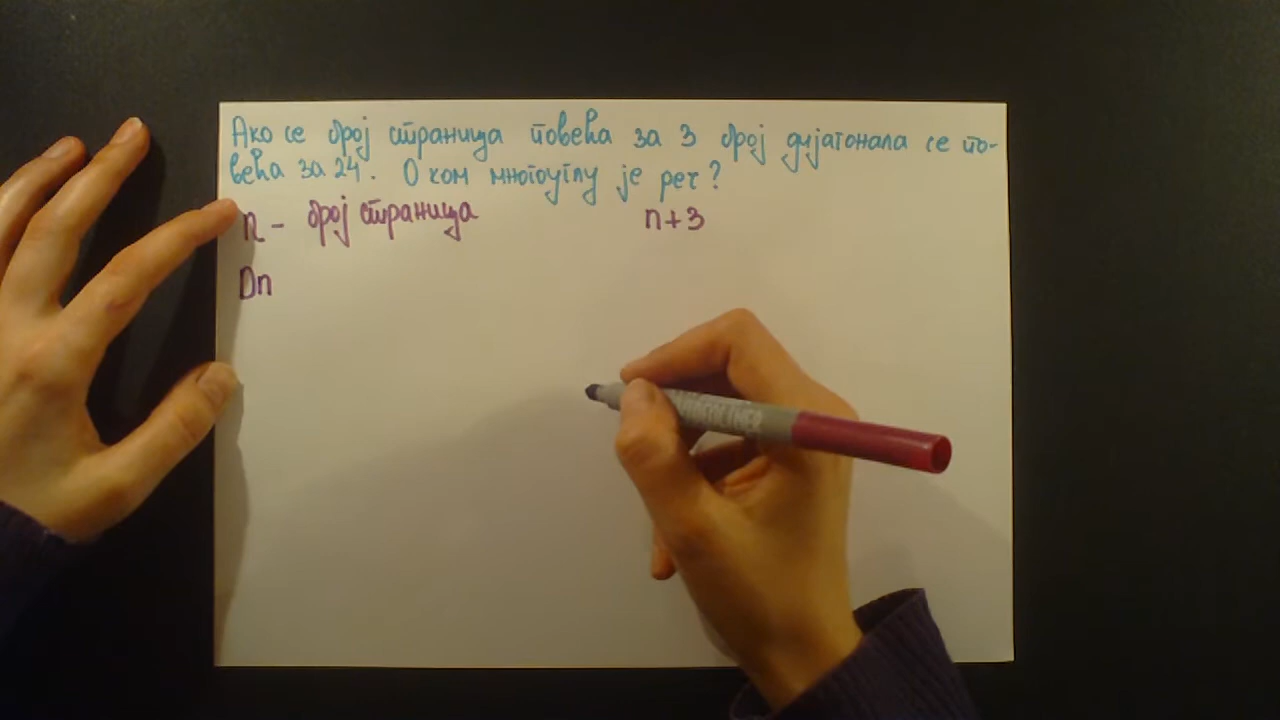 Ако се број страница повећа за 3 број дијагонала се по-
већа за 24. О ком многоуглу је реч?
n - број страница n+3
Dn